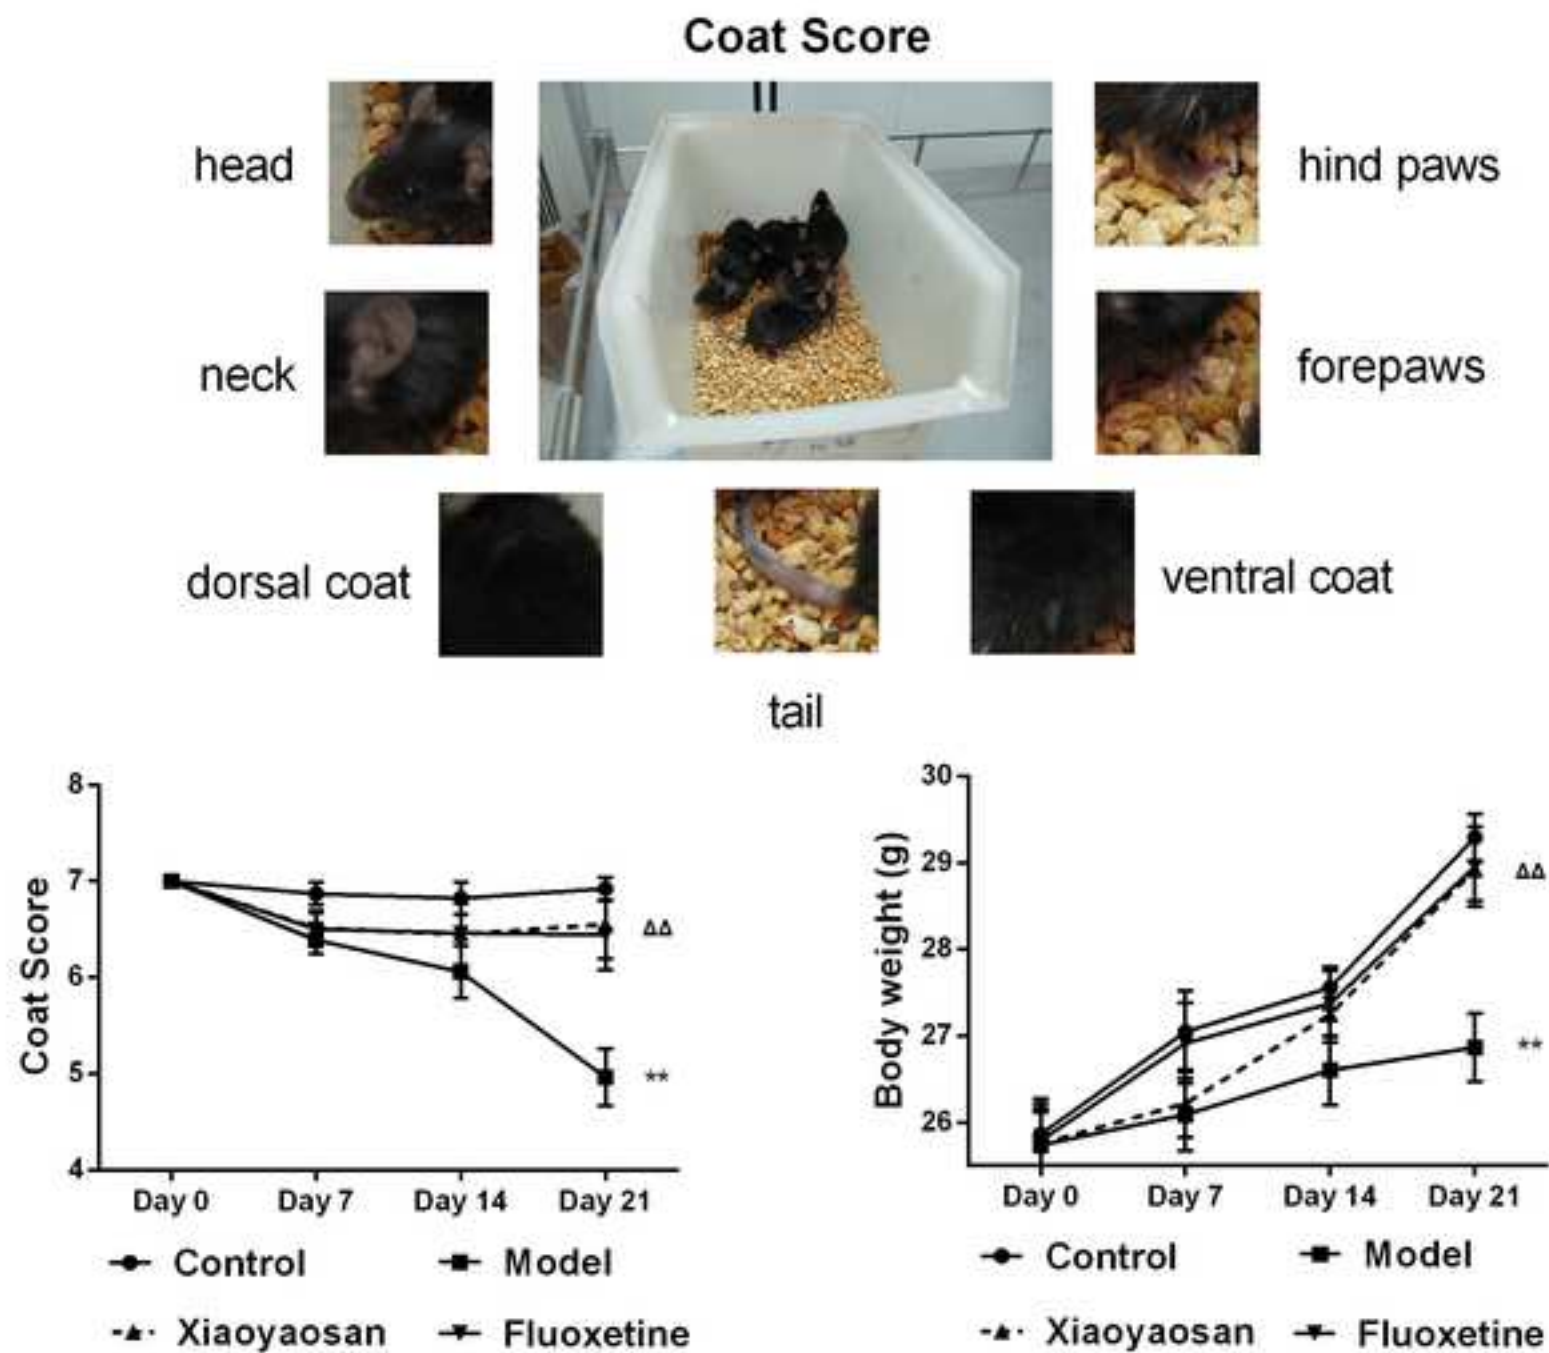 Coat Score
head
hind paws
neck
forepaws
dorsal coat
ventral coat
tail
8
7
6
5
4
Coat Score
ΔΔ
**
Day 0 Day 7 Day 14 Day 21
Control Model
Xiaoyaosan Fluoxetine
30
29
28
27
26
Body weight (g)
ΔΔ
**
Day 0 Day 7 Day 14 Day 21
Control Model
Xiaoyaosan Fluoxetine